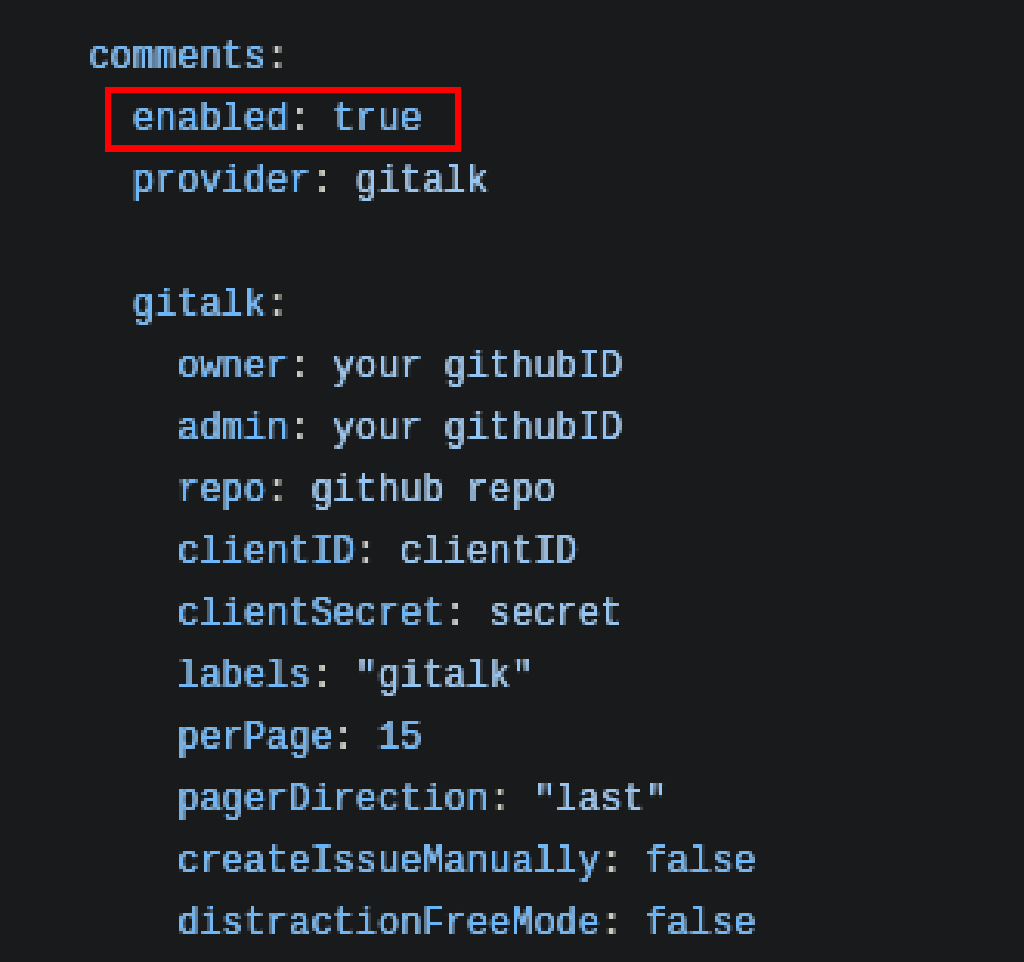 comments:
enabled: true
provider: gitalk
gitalk:
owner: your githubID
admin: your githubID
repo: github repo
clientID: clientID
clientSecret: secret
labels: "gitalk"
perPage: 15
pagerDirection: "last"
createIssueManually: false
distractionFreeMode: false